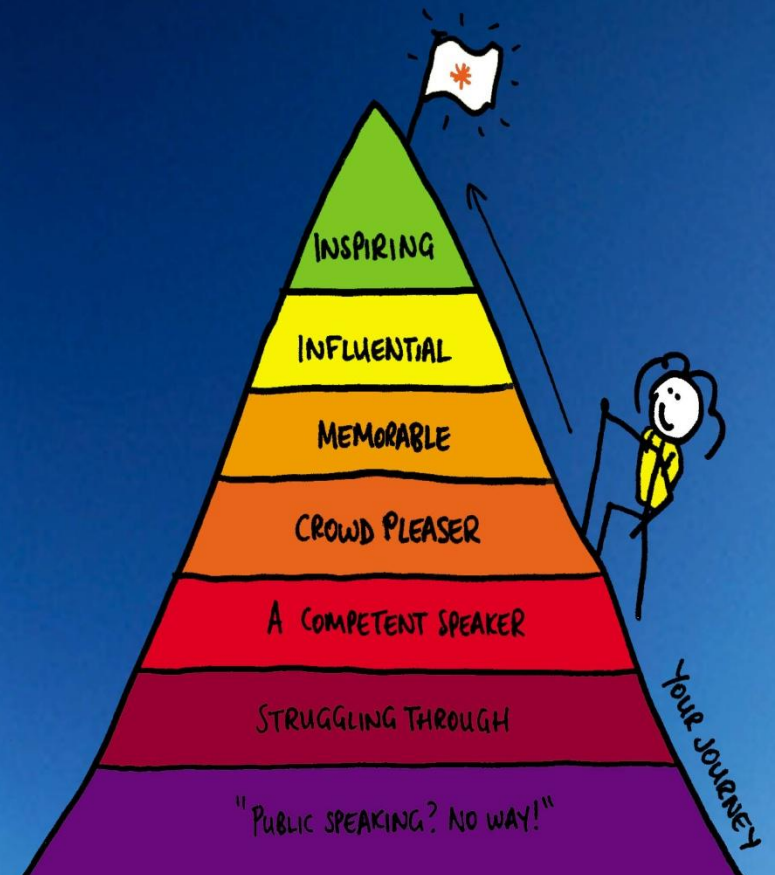 INSPIRING
INFLUENTIAL
MEMORABLE
CROWD PLEASER
A COMPETENT SPEAKER
STRUGGLING THROUGH
"PUBLIC SPEAKING? NO WAY!"
YOUR JOURNEY